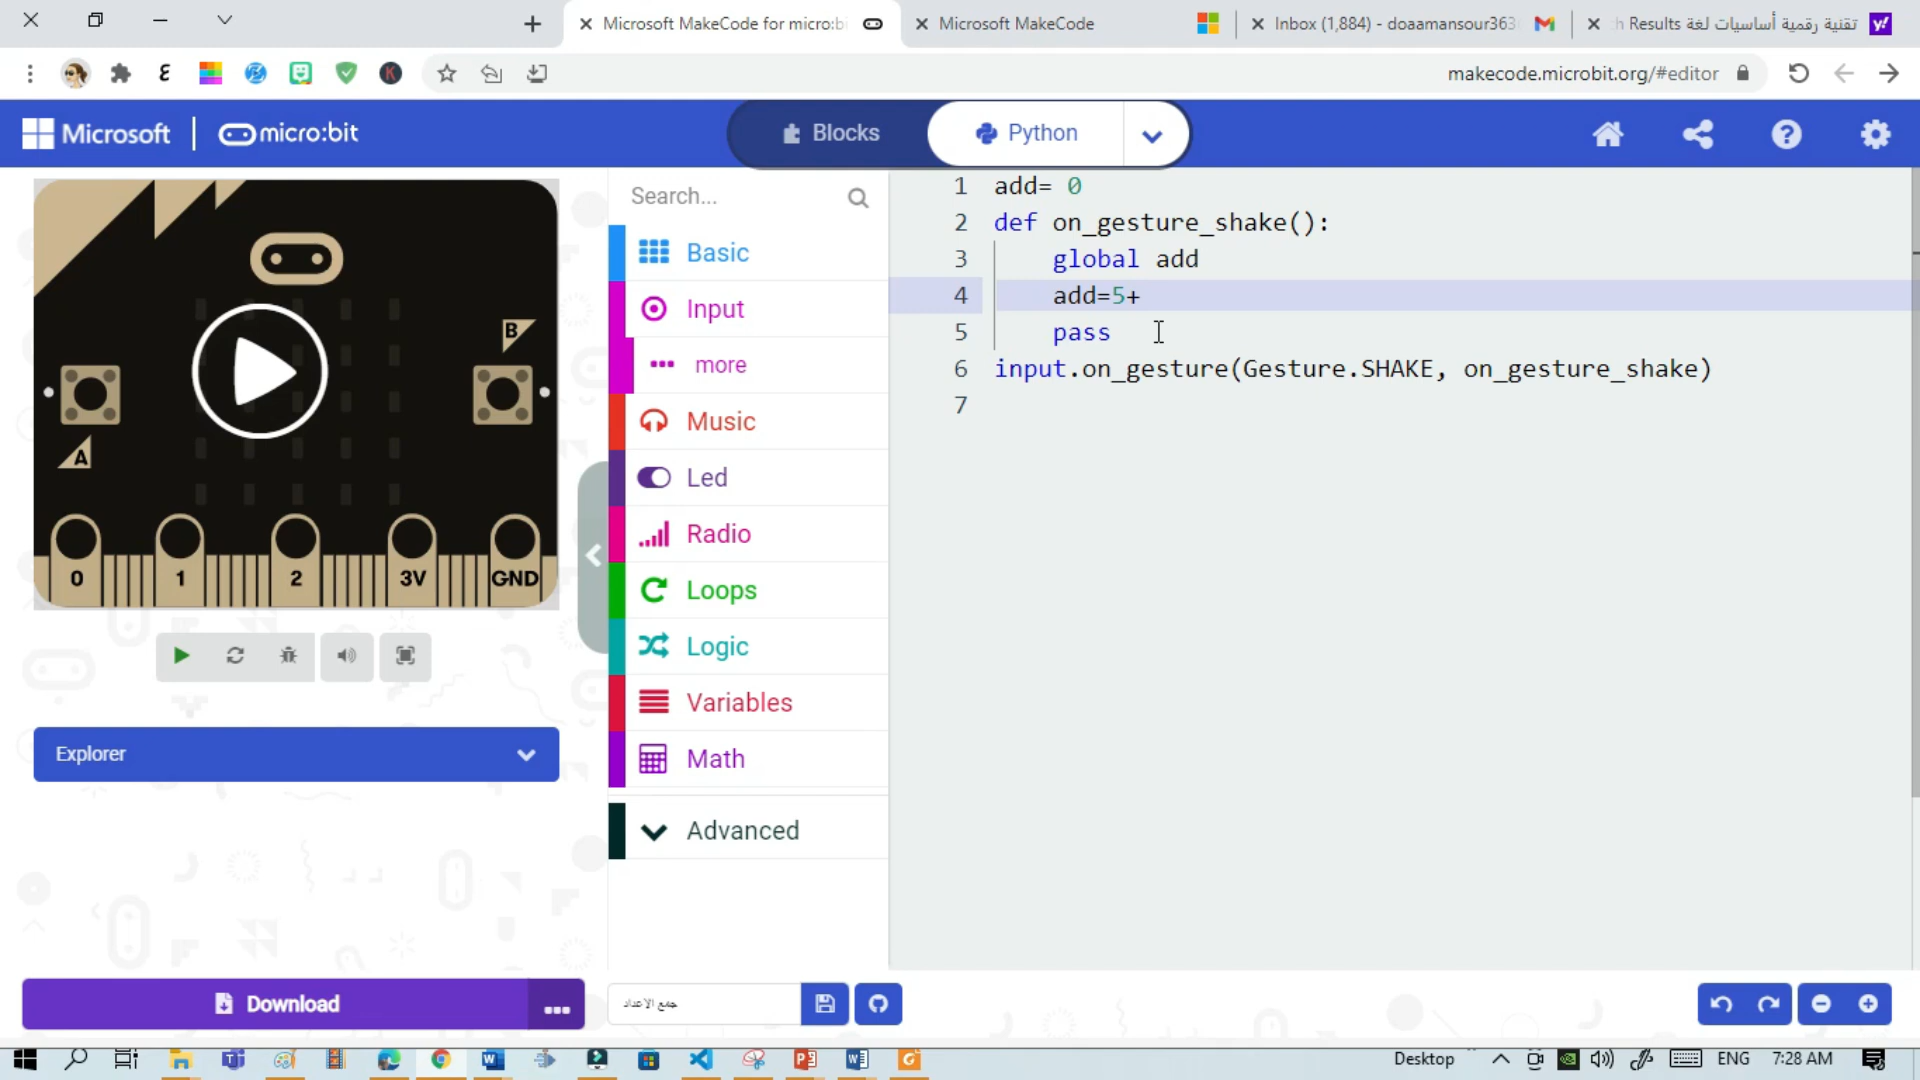 Microsoft MakeCode for micro:bi
Microsoft MakeCode
Inbox (1,884) - doaamansour363
تقنية رقمية أساسيات لغة h Results
makecode.microbit.org/#editor
Microsoft
micro:bit
Blocks
Python
Search...
Basic
Input
more
Music
Led
Radio
Loops
Logic
Variables
Math
Advanced
1 add= 0
2 def on_gesture_shake():
3 global add
4 add=5+
5 pass
6 input.on_gesture(Gesture.SHAKE, on_gesture_shake)
7
A
B
0 1 2 3V GND
Explorer
Download
...
جمع الاعداد
Desktop
ENG
7:28 AM